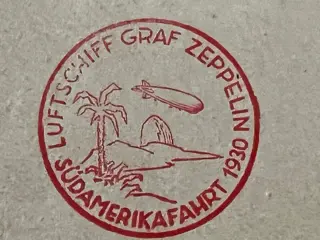 LUFTSCHIFF GRAF ZEPPELIN
SÜDAMERIKAFAHRT 1930